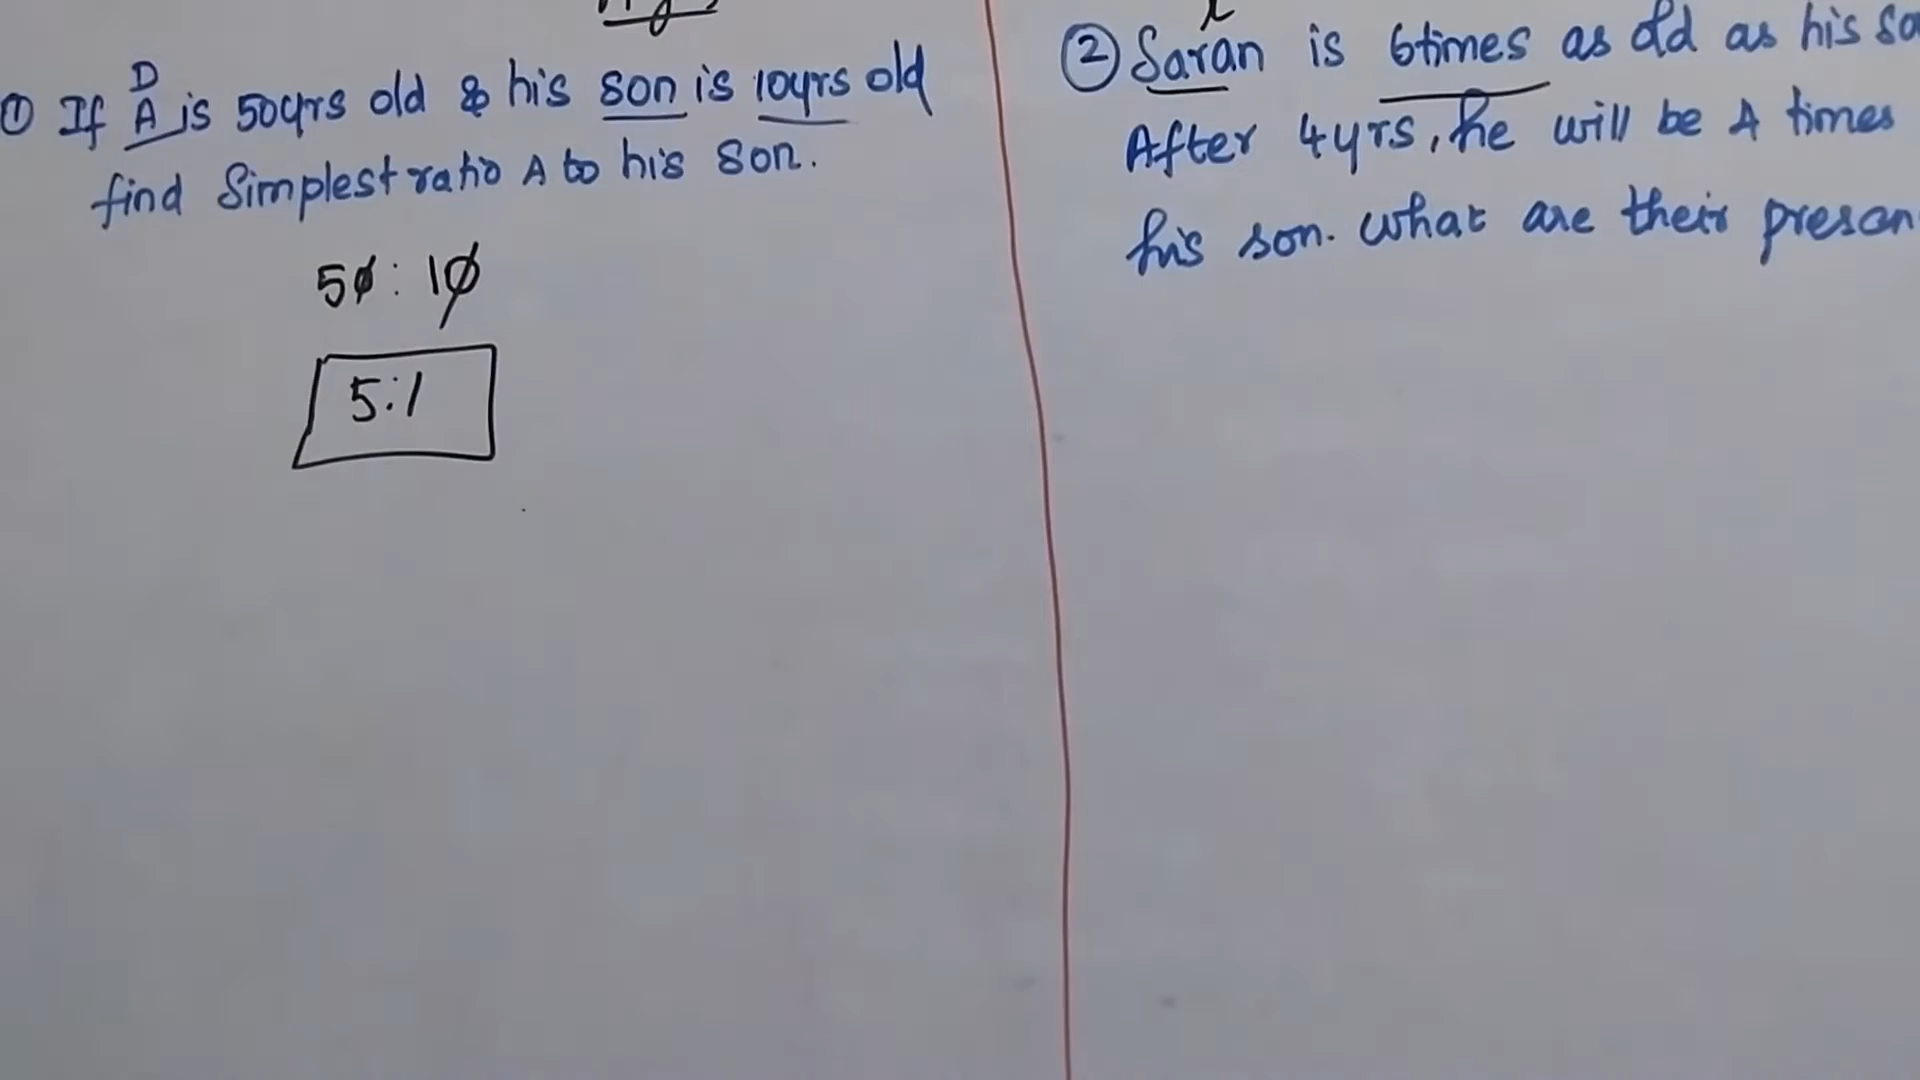 ① If A is 50yrs old & his son is 10yrs old
D
find Simplest ratio A to his son.
50 : 10
5:1
② Saran is 6times as old as his
After 4yrs, he will be 4 times
his son. what are their